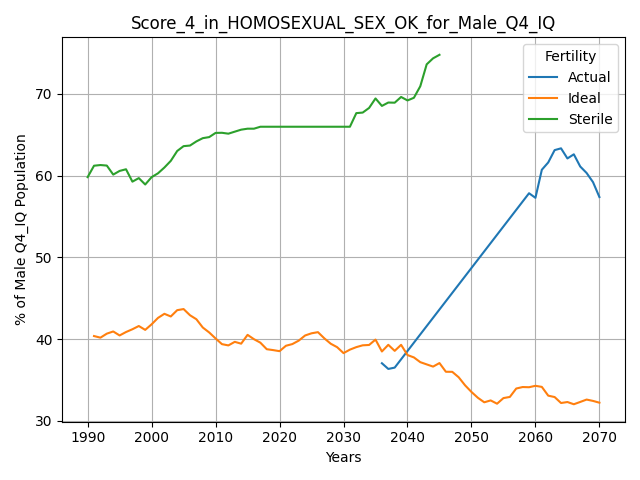 Score_4_in_HOMOSEXUAL_SEX_OK_for_Male_Q4_IQ
Fertility
Actual
Ideal
Sterile
% of Male Q4_IQ Population
70
60
50
40
30
1990
2000
2010
2020
2030
2040
2050
2060
2070
Years